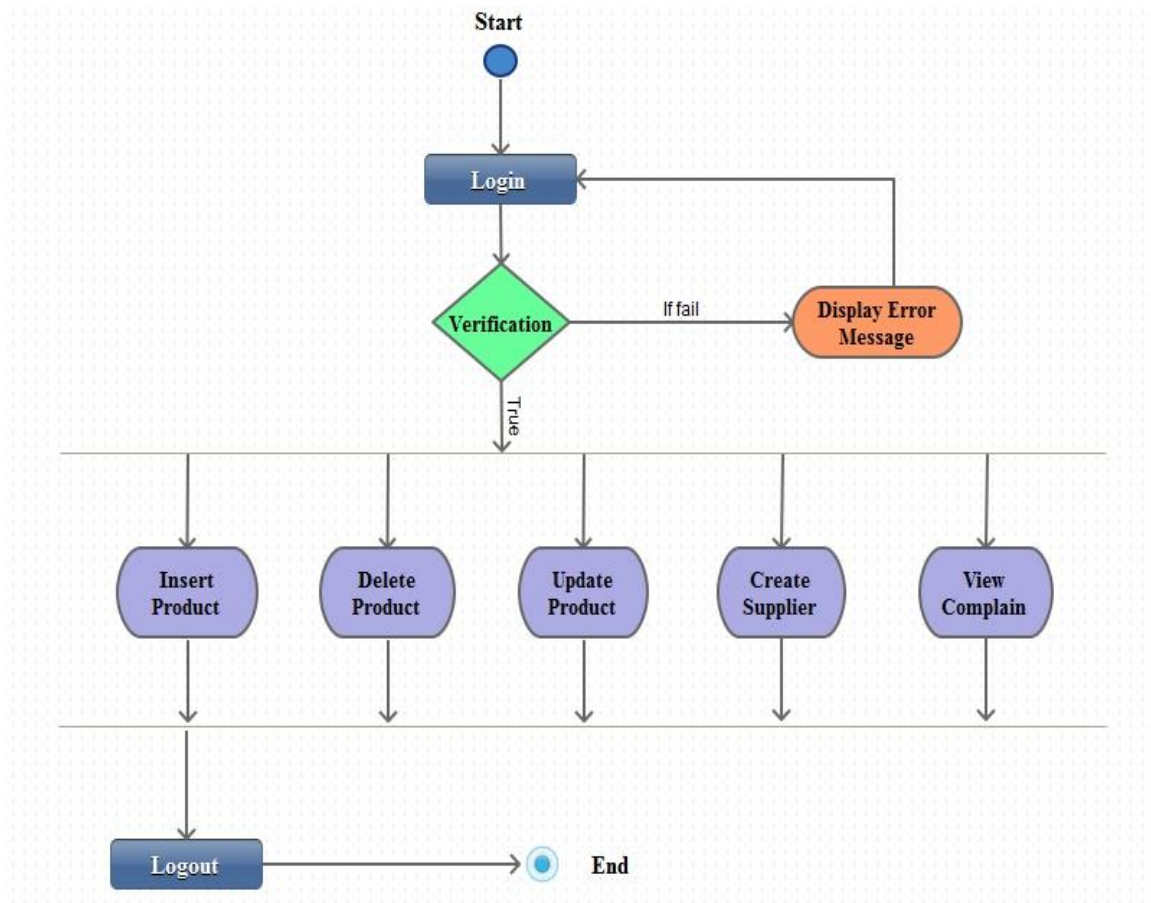 Start
Login
Verification
If fail
Display Error
Message
True
Insert
Product
Delete
Product
Update
Product
Create
Supplier
View
Complain
Logout
End